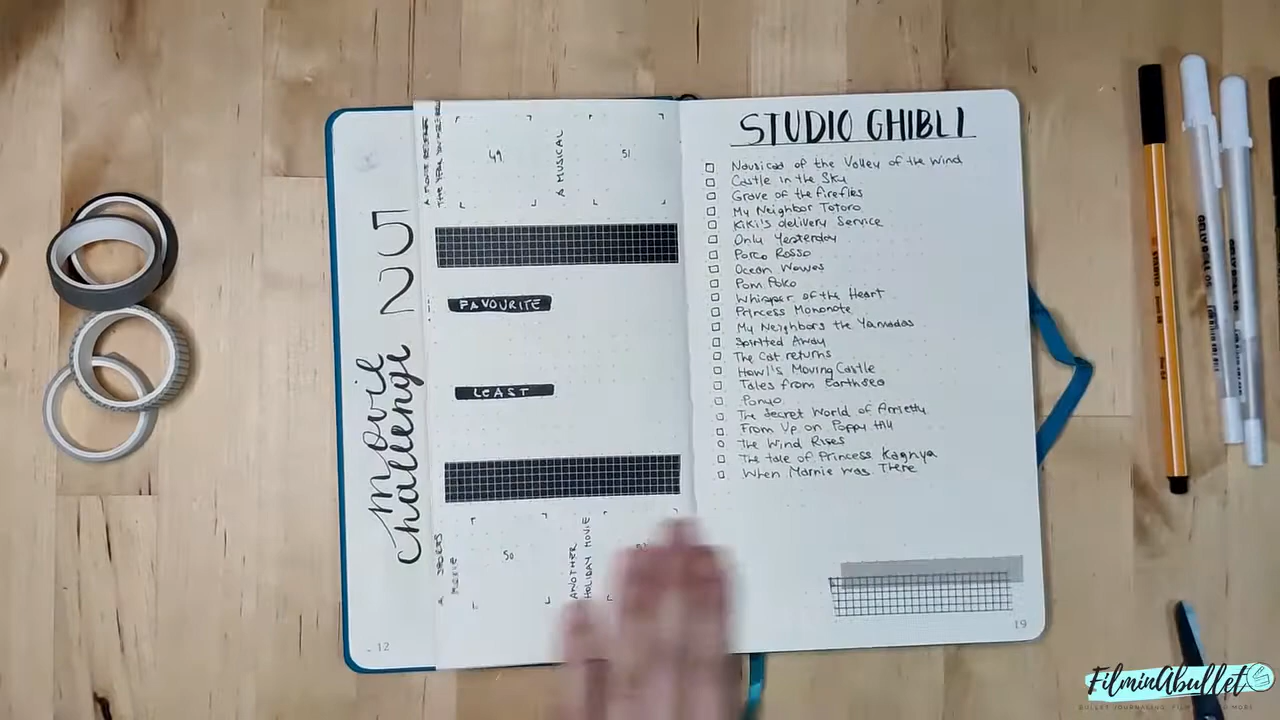 movie
challenge
- 12
49
A MUSICAL
51
FAVOURITE
LEAST
A SPORTS
MOVIE
50
ANOTHER
HOLIDAY MOVIE
STUDIO GHIBLI
Nausicad of the Valley of the Wind
Castle in the Sky
Grave of the fireflies
My Neighbor Totoro
Kiki's delivery Service
Only Yesterday
Porco Rosso
Ocean Waves
Pom Poko
Whisper of the Heart
Princess Mononote
My Neighbors the Yamadas
Spirited Away
The Cat returns
Howl's Moving Castle
Tales from Earthsea
Ponyo
The Secret World of Arrietty
From Up on Poppy Hill
The Wind Rises
The tale of Princess Kaguya
When Marnie was There
19
FilminAbullet